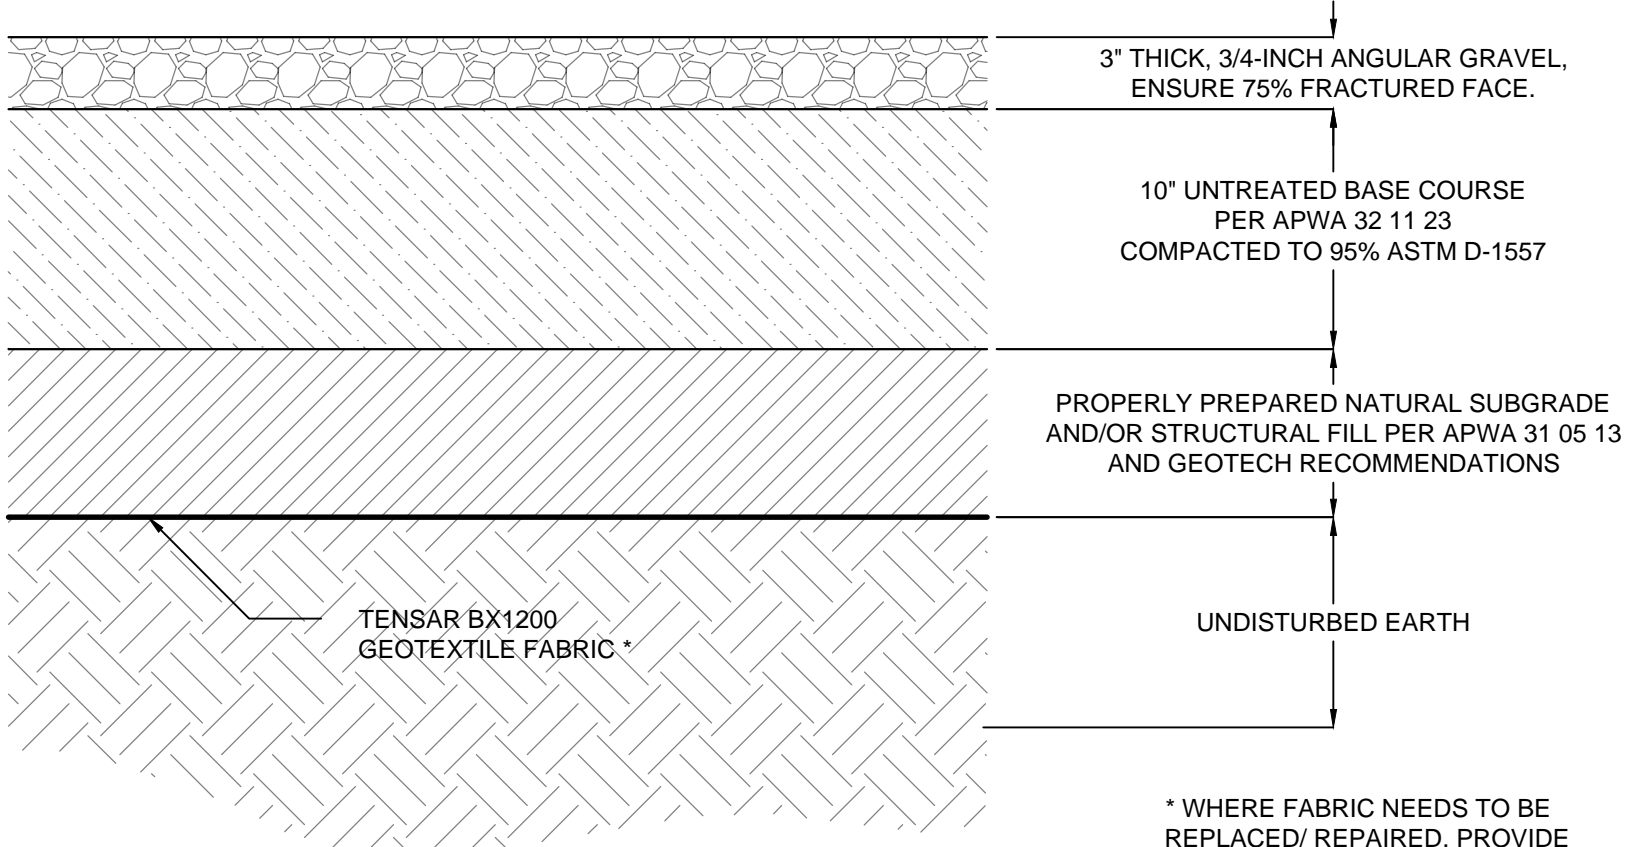 3" THICK, 3/4-INCH ANGULAR GRAVEL,
ENSURE 75% FRACTURED FACE.
10" UNTREATED BASE COURSE
PER APWA 32 11 23
COMPACTED TO 95% ASTM D-1557
PROPERLY PREPARED NATURAL SUBGRADE
AND/OR STRUCTURAL FILL PER APWA 31 05 13
AND GEOTECH RECOMMENDATIONS
TENSAR BX1200
GEOTEXTILE FABRIC *
UNDISTURBED EARTH
* WHERE FABRIC NEEDS TO BE
REPLACED/ REPAIRED, PROVIDE